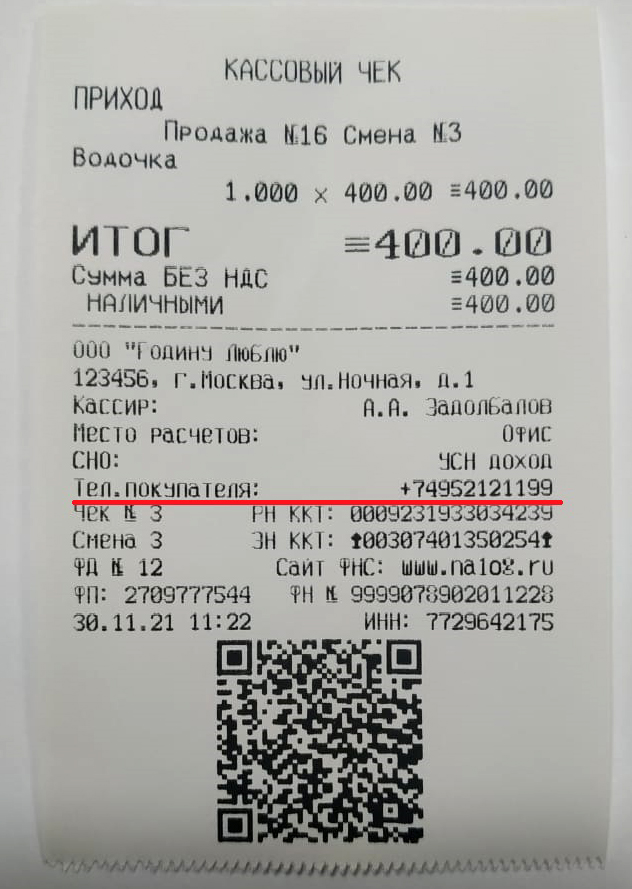 КАССОВЫЙ ЧЕК
ПРИХОД
Продажа №16 Смена №3
Водочка
1.000 x 400.00 ≡400.00
ИТОГ ≡400.00
Сумма БЕЗ НДС ≡400.00
НАЛИЧНЫМИ ≡400.00
ООО "Годину Люблю"
123456, г.Москва, ул.Ночная, д.1
Кассир: А.А. Задолбалов
Место расчетов: Офис
СНО: УСН доход
Тел.покупателя: +74952121199
Чек № 3 РН ККТ: 0009231933034239
Смена 3 ЗН ККТ: ↑00307401350254↑
ФД № 12 Сайт ФНС: www.nalog.ru
ФП: 2709777544 ФН № 9999078902011228
30.11.21 11:22 ИНН: 7729642175